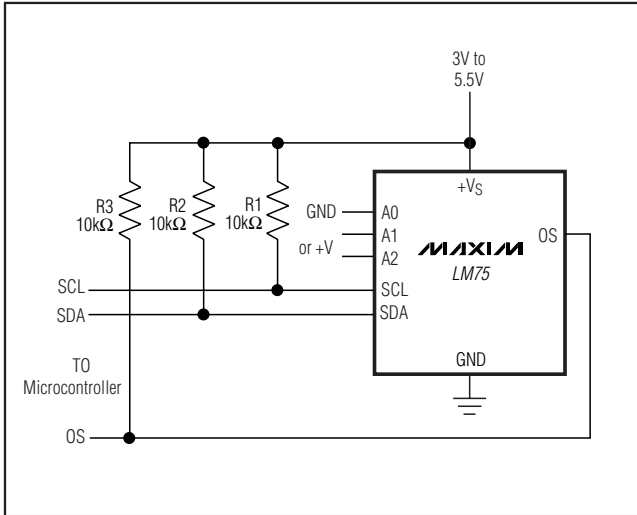 3V to
5.5V
+VS
R3
10kΩ
R2
10kΩ
R1
10kΩ
GND
or +V
A0
A1
A2
MAXIM
LM75
OS
SCL
SCL
SDA
SDA
GND
TO
Microcontroller
OS